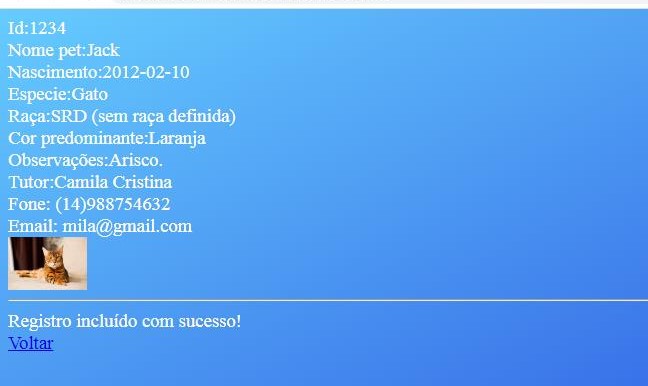 Id:1234
Nome pet:Jack
Nascimento:2012-02-10
Especie:Gato
Raça:SRD (sem raça definida)
Cor predominante:Laranja
Observações:Arisco.
Tutor:Camila Cristina
Fone: (14)988754632
Email: mila@gmail.com
Registro incluído com sucesso!
Voltar